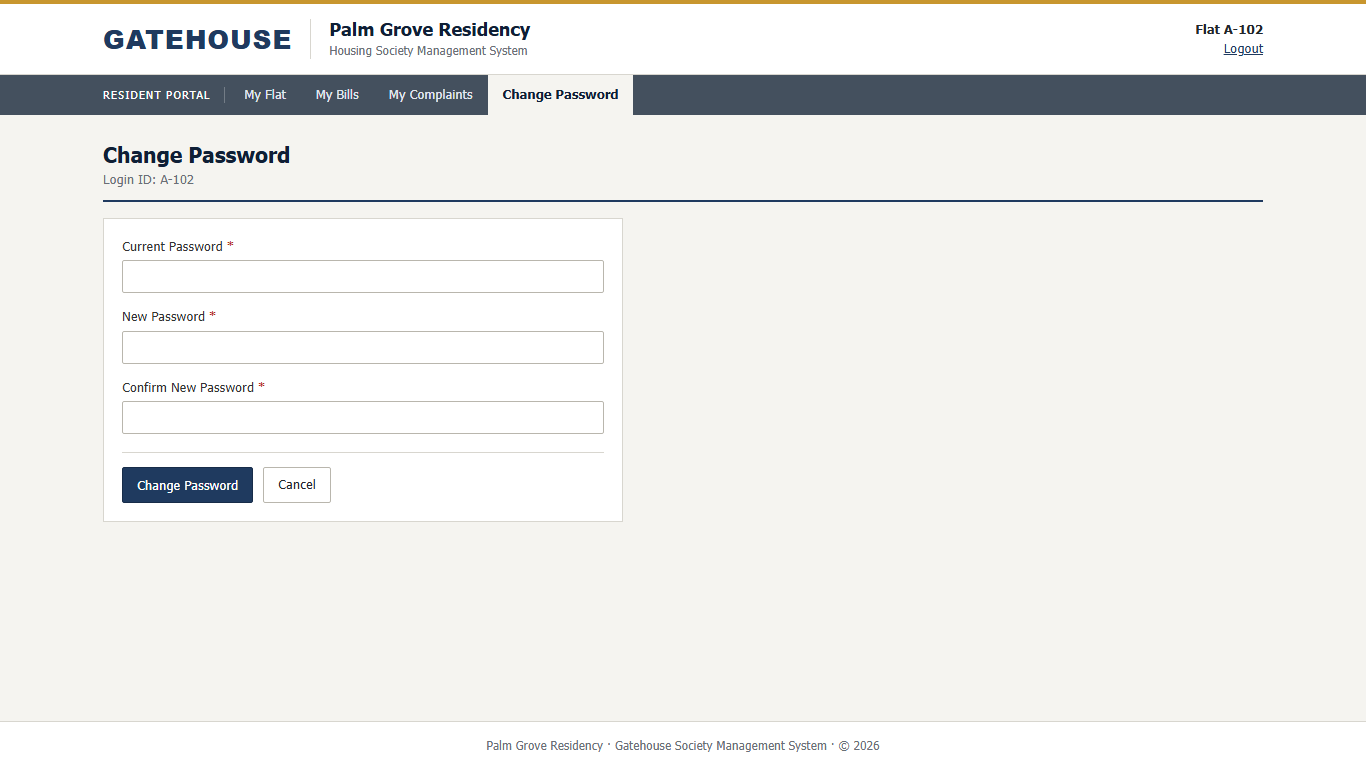 GATEHOUSE
Palm Grove Residency
Housing Society Management System
Flat A-102
Logout
RESIDENT PORTAL
My Flat
My Bills
My Complaints
Change Password
Change Password
Login ID: A-102
Current Password *
New Password *
Confirm New Password *
Change Password
Cancel
Palm Grove Residency · Gatehouse Society Management System · © 2026